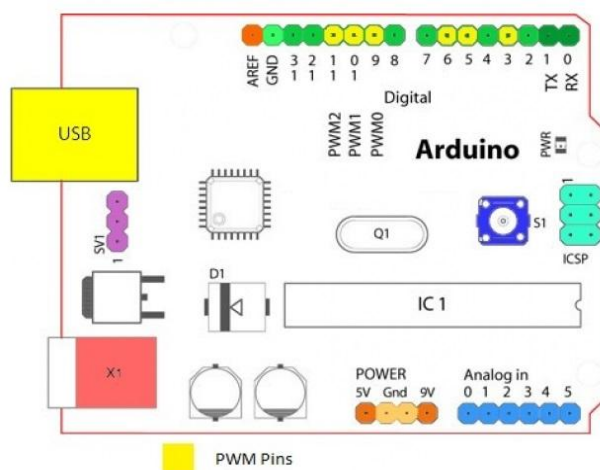 AREF GND 13 12 11 10 9 8 7 6 5 4 3 2 1 0
TX RX
Digital
PWM2 PWM1 PWM0
Arduino
PWR
USB
1
SV1
1
S1
ICSP
Q1
D1
IC 1
X1
POWER
5V Gnd 9V
Analog in
0 1 2 3 4 5
PWM Pins